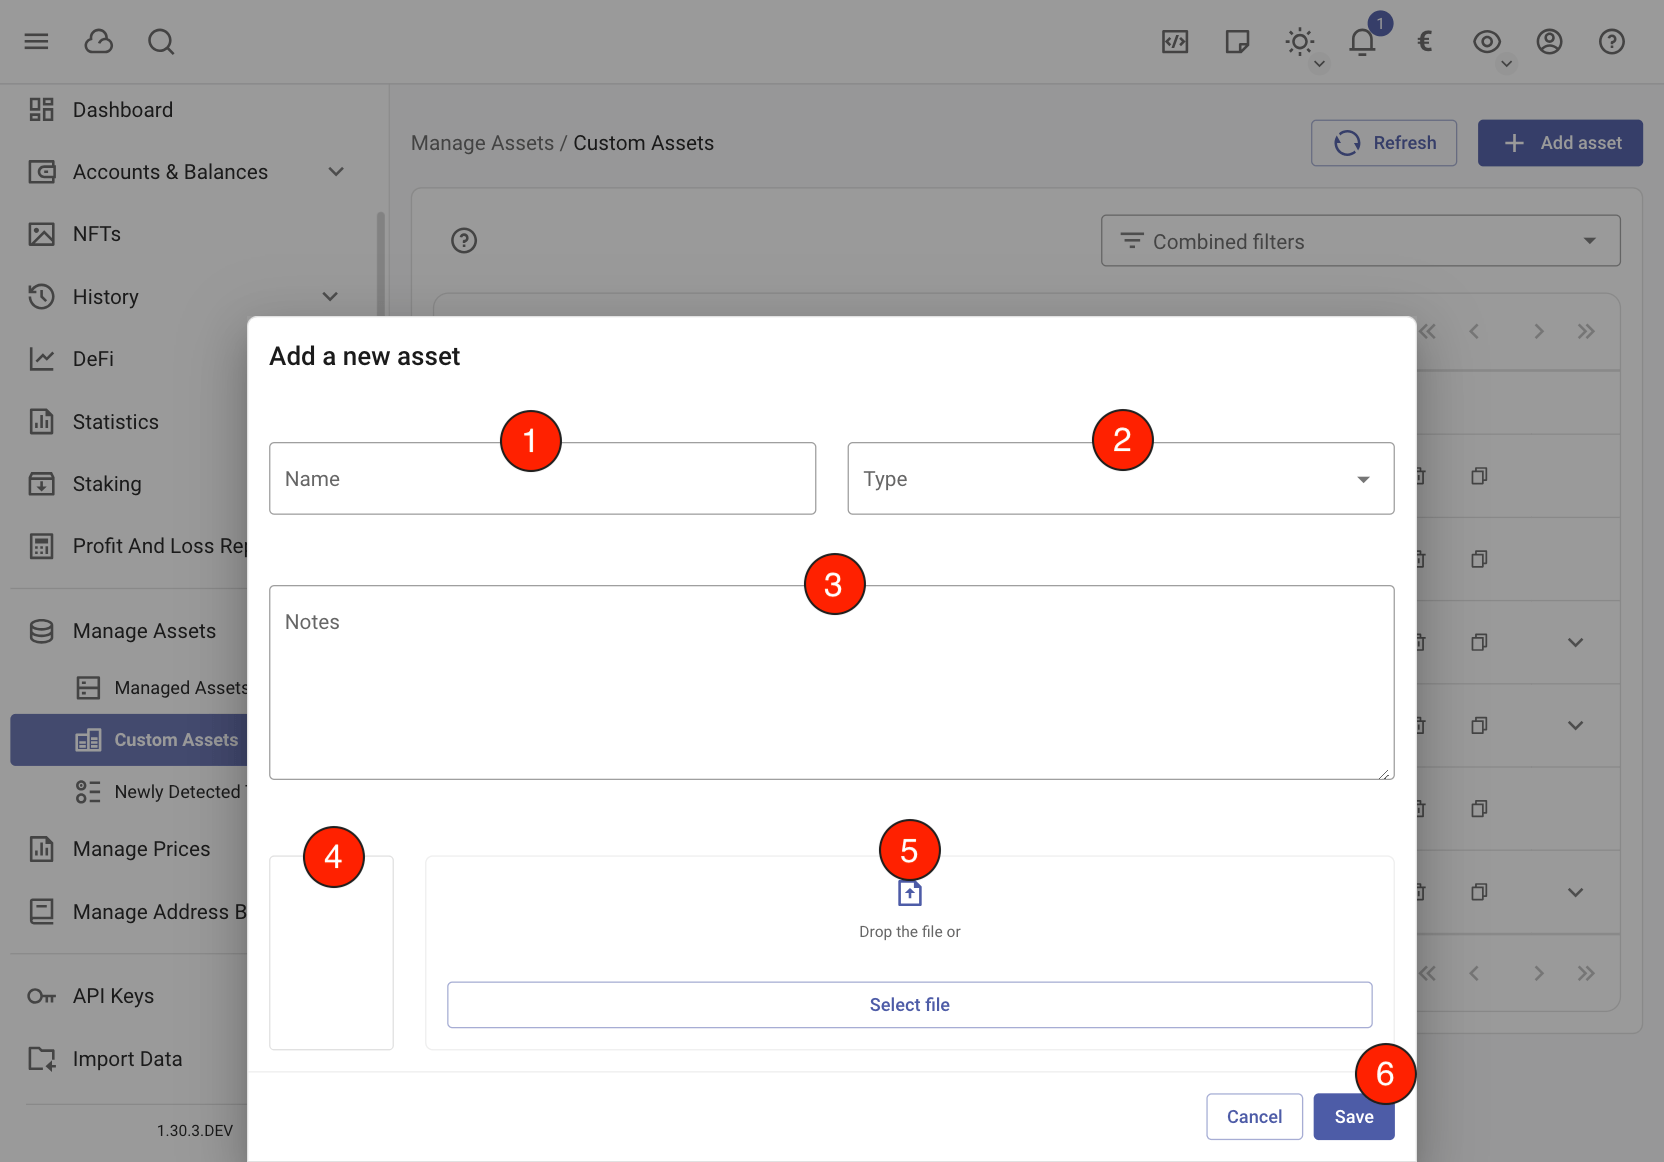 1
Dashboard
Accounts & Balances
NFTs
History
DeFi
Statistics
Staking
Profit And Loss Rep
Manage Assets
Managed Assets
Custom Assets
Newly Detected
Manage Prices
Manage Address B
API Keys
Import Data
1.30.3.DEV
Manage Assets / Custom Assets
Refresh
Add asset
Combined filters
Add a new asset
1
Name
2
Type
3
Notes
4
5
Drop the file or
Select file
6
Cancel
Save